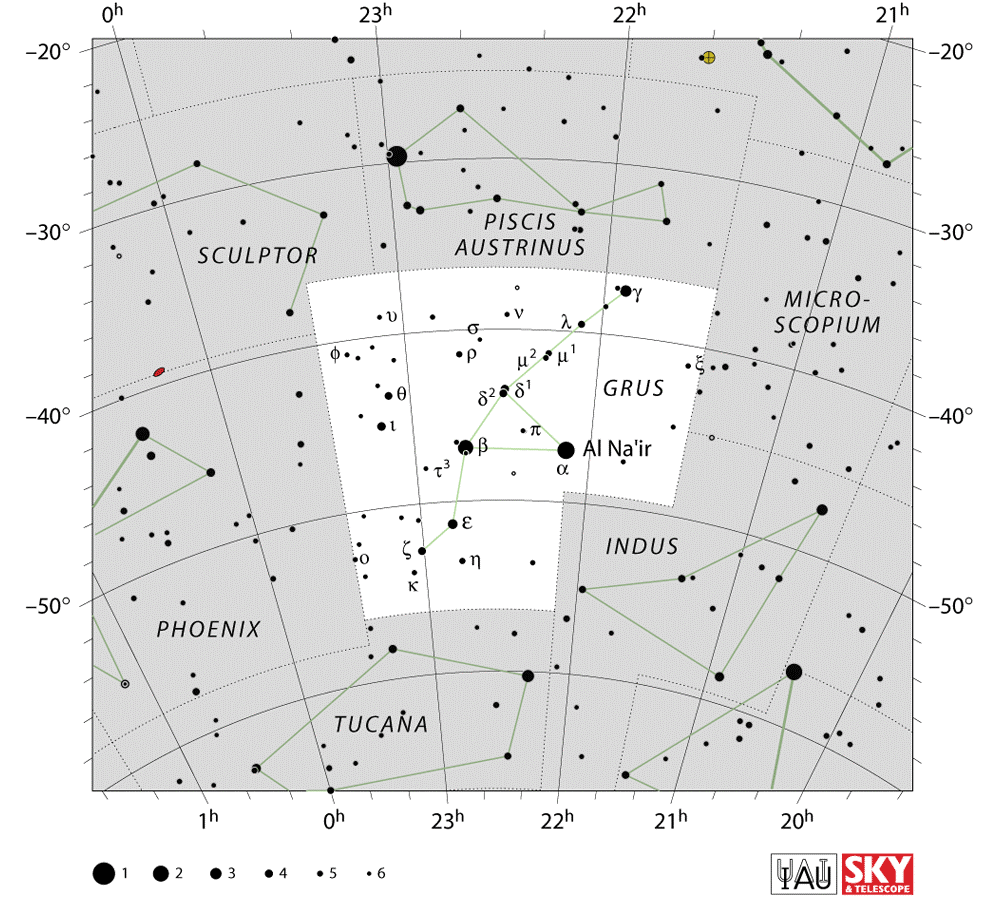 0h 23h 22h 21h
–20° –20°
–30° –30°
PISCIS
AUSTRINUS
SCULPTOR
MICRO-
SCOPIUM
γ
υ ν λ
σ
ϕ ρ μ² μ¹ ξ
θ δ² δ¹ GRUS
–40° –40°
ι π
β Al Na'ir
τ³ α
ε
ζ INDUS
ο η
κ
–50° –50°
PHOENIX
TUCANA
1h 0h 23h 22h 21h 20h
1 2 3 4 5 6
IAU
SKY
& TELESCOPE